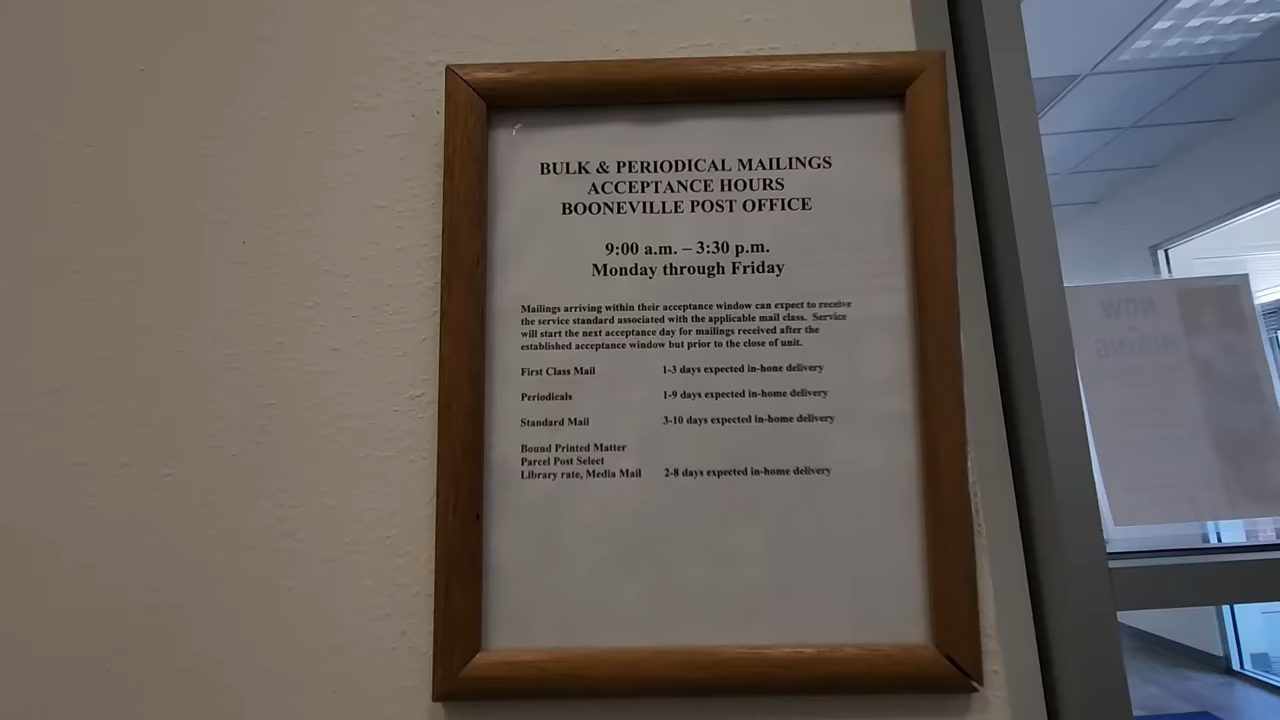 BULK & PERIODICAL MAILINGS
ACCEPTANCE HOURS
BOONEVILLE POST OFFICE
9:00 a.m. – 3:30 p.m.
Monday through Friday
Mailings arriving within their acceptance window can expect to receive
the service standard associated with the applicable mail class. Service
will start the next acceptance day for mailings received after the
established acceptance window but prior to the close of unit.
First Class Mail 1-3 days expected in-hone delivery
Periodicals 1-9 days expected in-home delivery
Standard Mail 3-10 days expected in-home delivery
Bound Printed Matter
Parcel Post Select
Library rate, Media Mail 2-8 days expected in-home delivery
NOW
HIRING